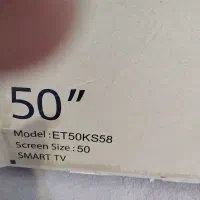 50”
Model :ET50KS58
Screen Size : 50
SMART TV